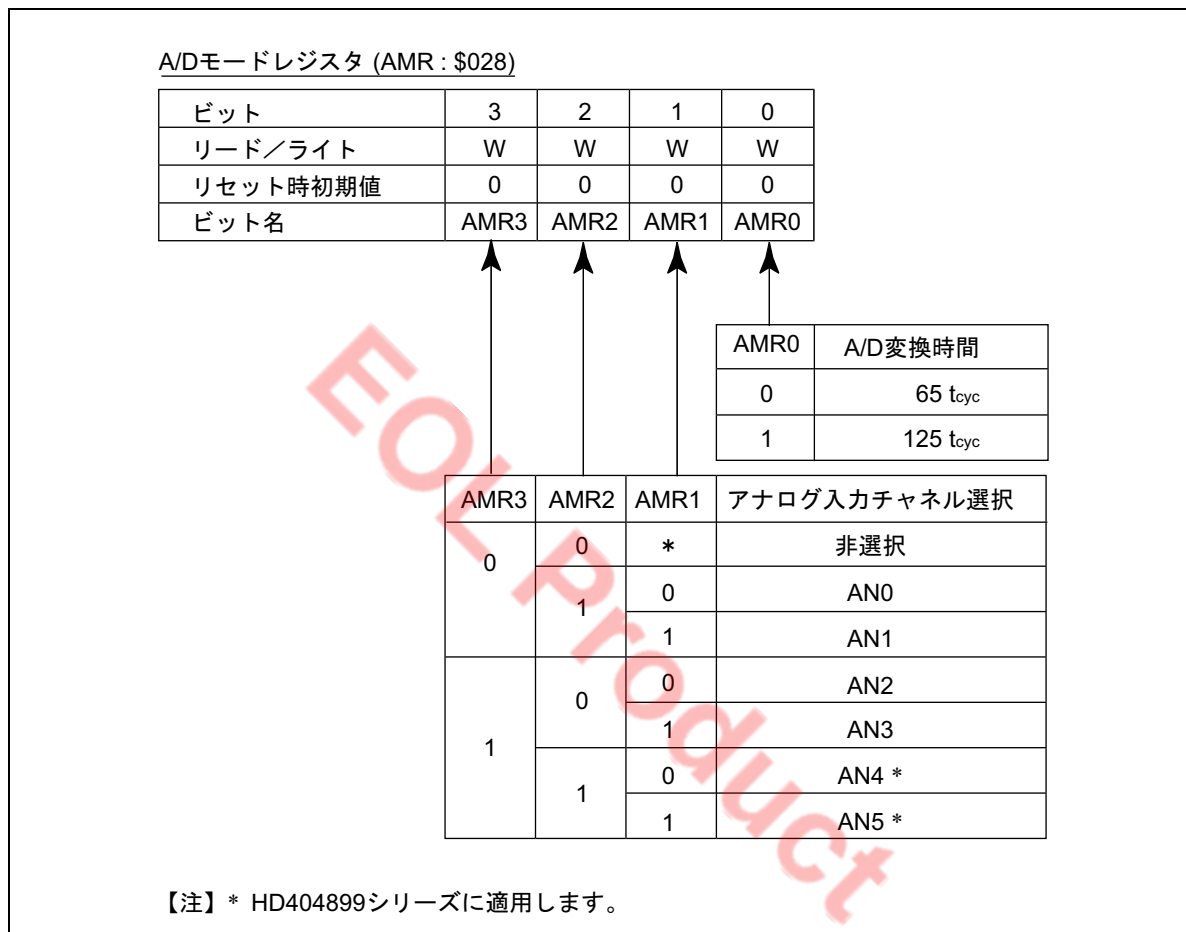 A/Dモードレジスタ (AMR : $028)
ビット 3 2 1 0
リード／ライト W W W W
リセット時初期値 0 0 0 0
ビット名 AMR3 AMR2 AMR1 AMR0
AMR0 A/D変換時間
0 65 tcyc
1 125 tcyc
AMR3 AMR2 AMR1 アナログ入力チャネル選択
0 0 * 非選択
1 0 AN0
1 AN1
1 0 0 AN2
1 AN3
1 0 AN4 *
1 AN5 *
EOL Product
【注】* HD404899シリーズに適用します。